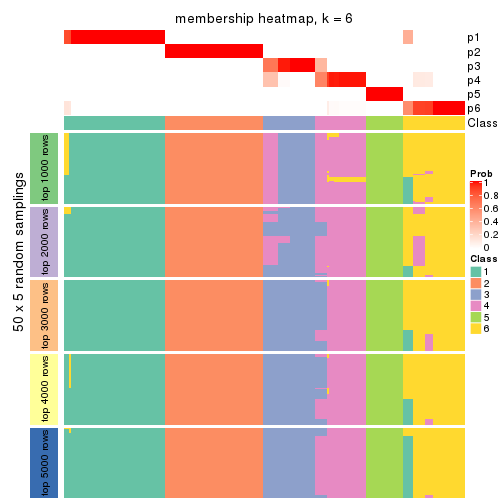 membership heatmap, k = 6
p1
p2
p3
p4
p5
p6
Class
50 x 5 random samplings
top 1000 rows
top 2000 rows
top 3000 rows
top 4000 rows
top 5000 rows
Prob
1
0.8
0.6
0.4
0.2
0
Class
1
2
3
4
5
6